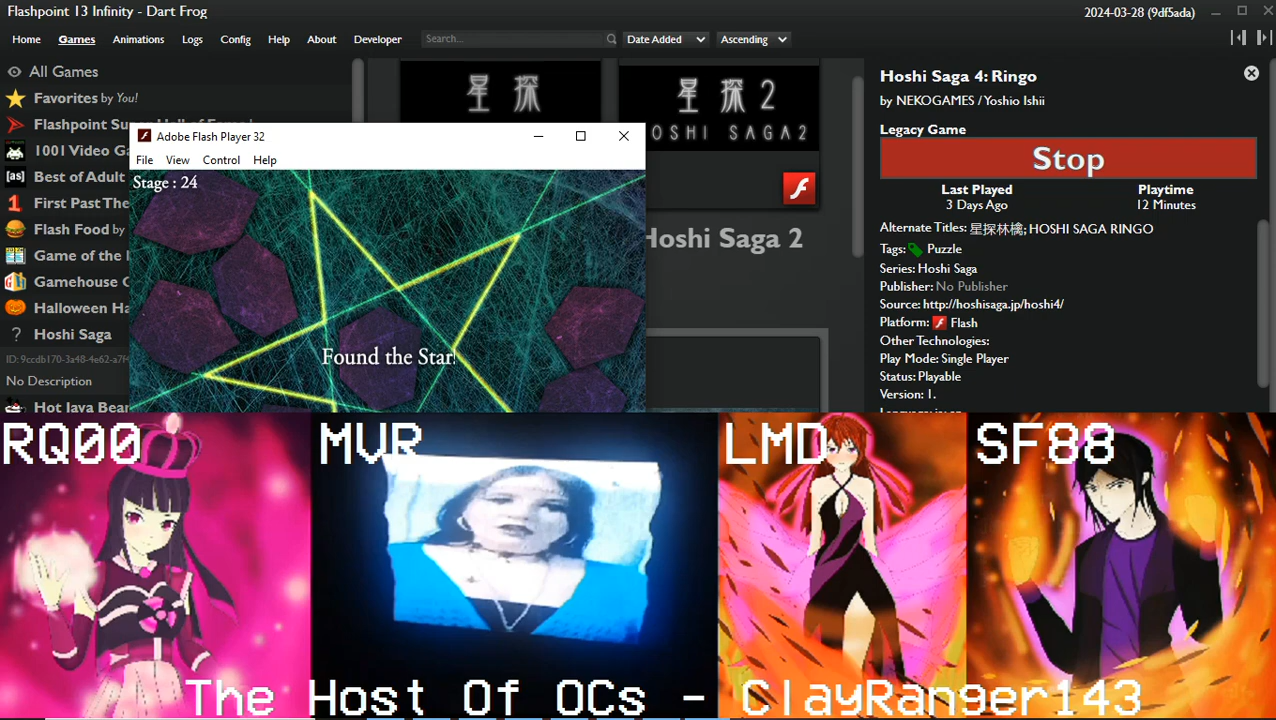 Flashpoint 13 Infinity - Dart Frog
2024-03-28 (9df5ada)
Home Games Animations Logs Config Help About Developer Search... Date Added Ascending
All Games
Favorites by You!
1001 Video Ga
Best of Adult
First Past The
Flash Food by
Game of the
Gamehouse
Halloween Ha
? Hoshi Saga
No Description
Hot Java Bear
星探
星探2
HOSHI SAGA2
Hoshi Saga 2
Adobe Flash Player 32
File View Control Help
Stage : 24
Found the Star!
Hoshi Saga 4: Ringo
by NEKOGAMES / Yoshio Ishii
Legacy Game
Stop
Last Played Playtime
3 Days Ago 12 Minutes
Alternate Titles: 星探林檎; HOSHI SAGA RINGO
Tags: Puzzle
Series: Hoshi Saga
Publisher: No Publisher
Source: http://hoshisaga.jp/hoshi4/
Platform: Flash
Other Technologies:
Play Mode: Single Player
Status: Playable
Version: 1.
RQ00 MVR LMD SF88
The Host Of OCs - ClayRanger143